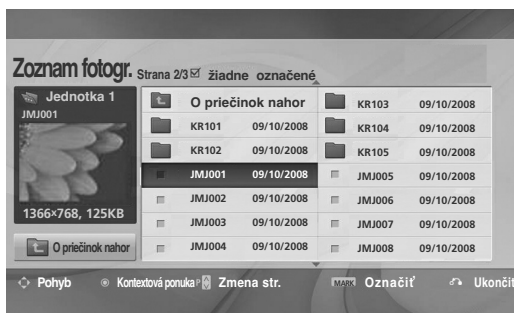 Zoznam fotogr. Strana 2/3 žiadne označené
Jednotka 1
JMJ001
1366×768, 125KB
O priečinok nahor
O priečinok nahor
KR101 09/10/2008
KR102 09/10/2008
JMJ001 09/10/2008
JMJ002 09/10/2008
JMJ003 09/10/2008
JMJ004 09/10/2008
KR103 09/10/2008
KR104 09/10/2008
KR105 09/10/2008
JMJ005 09/10/2008
JMJ006 09/10/2008
JMJ007 09/10/2008
JMJ008 09/10/2008
Pohyb Kontextová ponuka P Zmena str. MARK Označiť Ukončiť